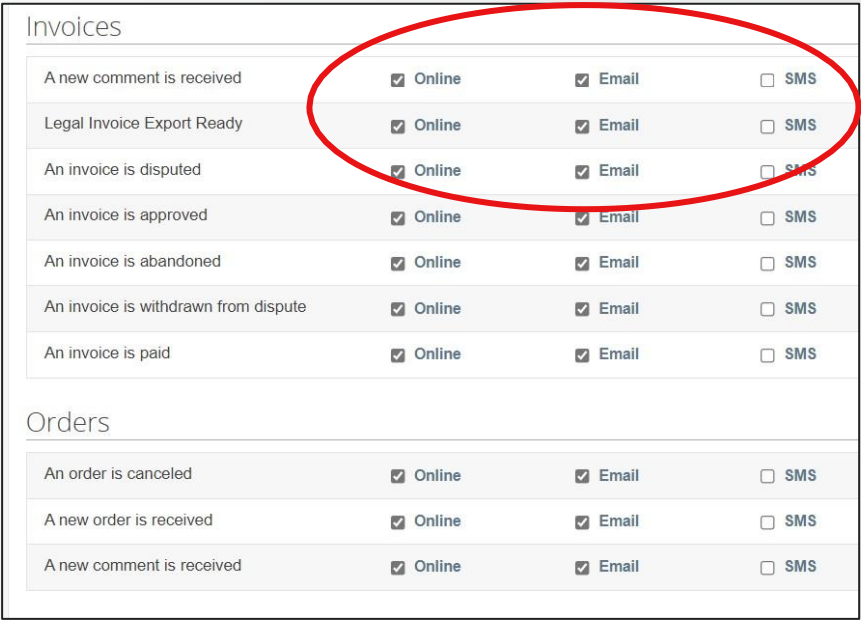 Invoices
A new comment is received Online Email SMS
Legal Invoice Export Ready Online Email SMS
An invoice is disputed Online Email SMS
An invoice is approved Online Email SMS
An invoice is abandoned Online Email SMS
An invoice is withdrawn from dispute Online Email SMS
An invoice is paid Online Email SMS
Orders
An order is canceled Online Email SMS
A new order is received Online Email SMS
A new comment is received Online Email SMS